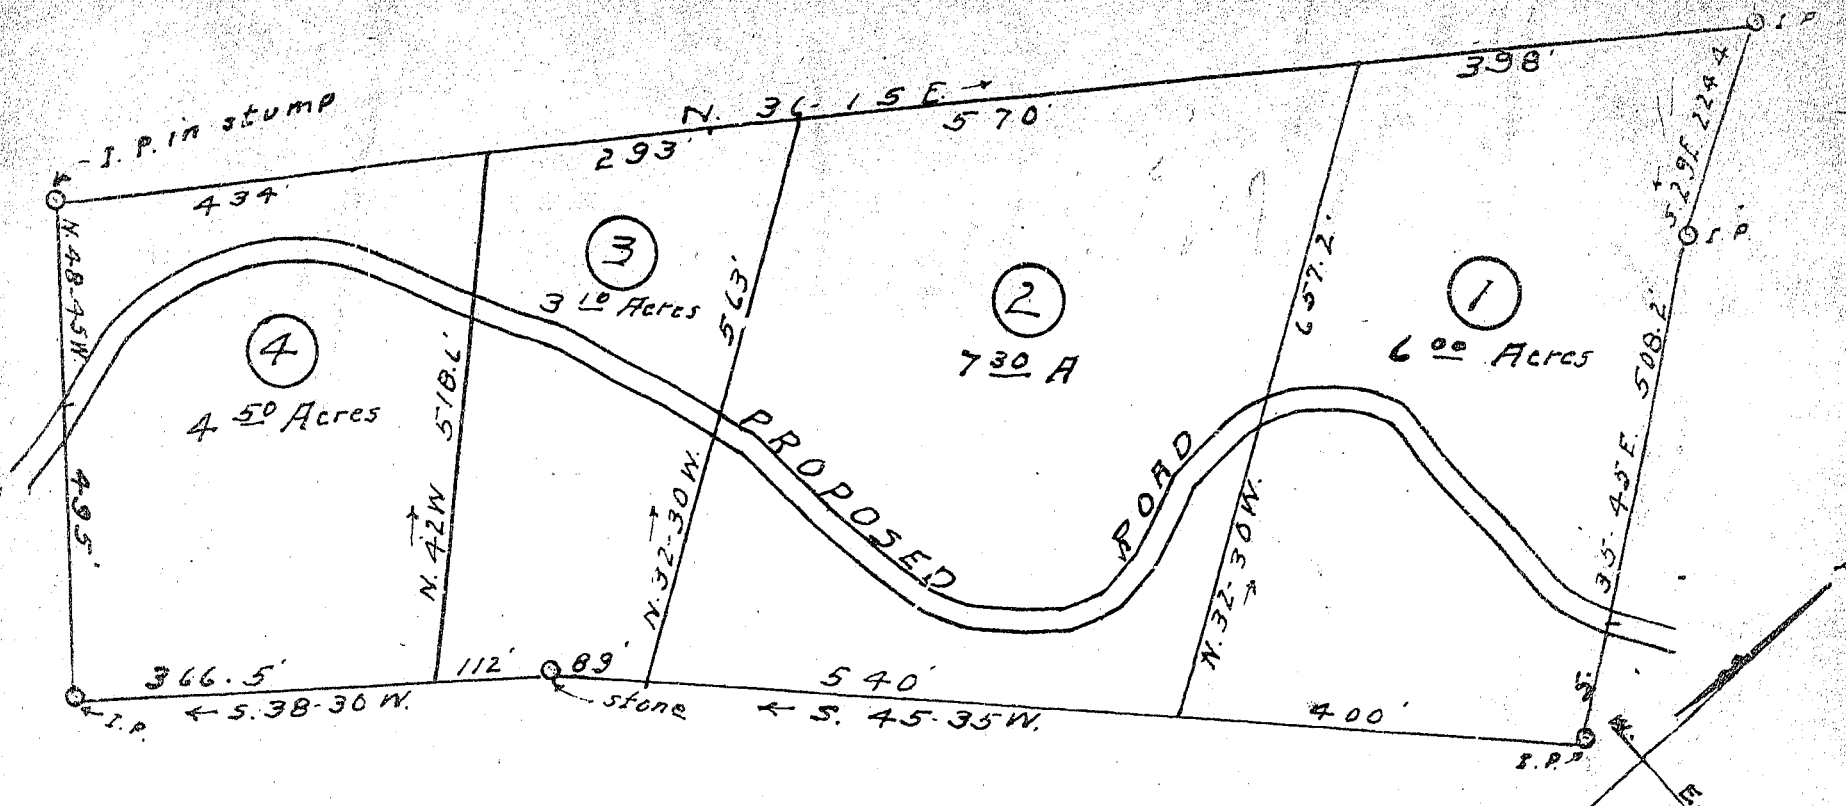 I. P. in stump
N. 36-15 E.
434'
293'
570'
398'
I P
S. 29 E. 224.4
I. P.
N. 48-45 W.
495'
4
4 50 Acres
N. 42 W 518.6'
3
3 10 Acres
N. 32-30 W. 563'
2
7 30 A
N. 32-30 W. 657.2'
1
6 00 Acres
S. 35-45 E. 508.2'
PROPOSED ROAD
366.5'
112'
89'
540'
400'
I. P.
S. 38-30 W.
stone
S. 45-35 W.
I. P.
N.
E